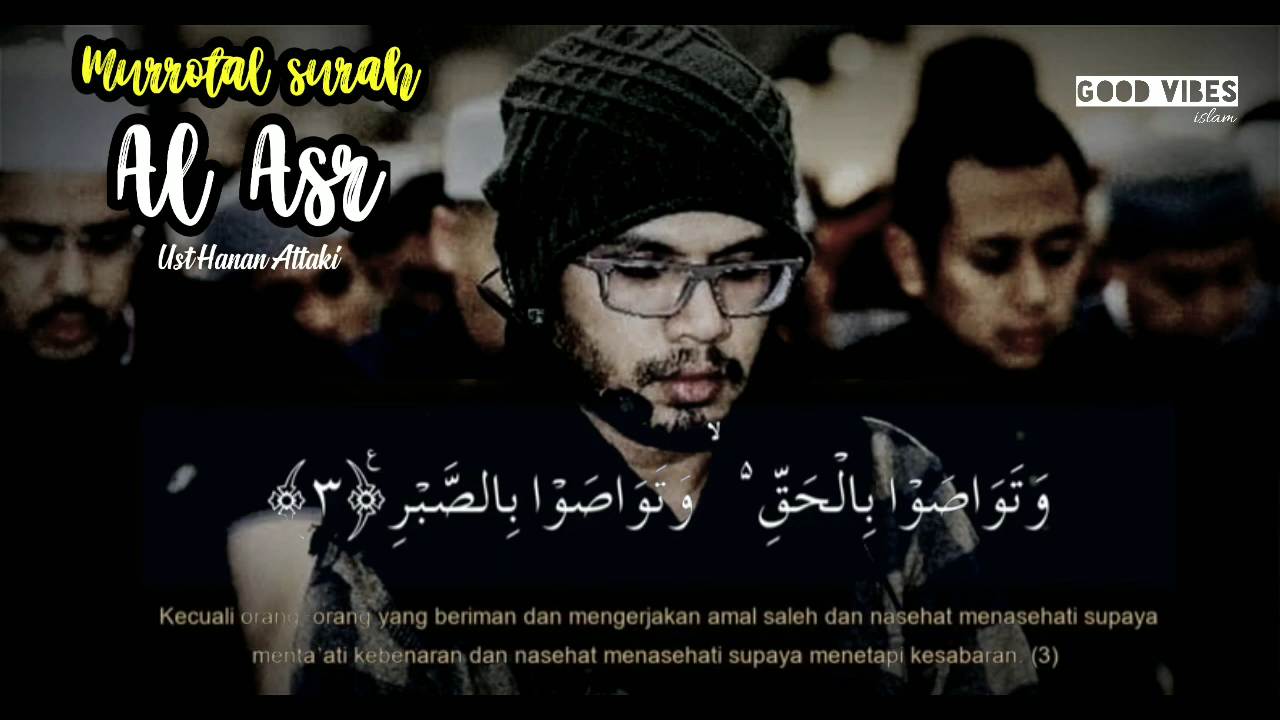 Murrotal surah
Al Asr
Ust Hanan Attaki
GOOD VIBES
islam
وَتَوَاصَوْا بِالْحَقِّ ۙ۬ وَتَوَاصَوْا بِالصَّبْرِ ࣖ ﴿٣﴾
Kecuali orang-orang yang beriman dan mengerjakan amal saleh dan nasehat menasehati supaya
menta`ati kebenaran dan nasehat menasehati supaya menetapi kesabaran. (3)